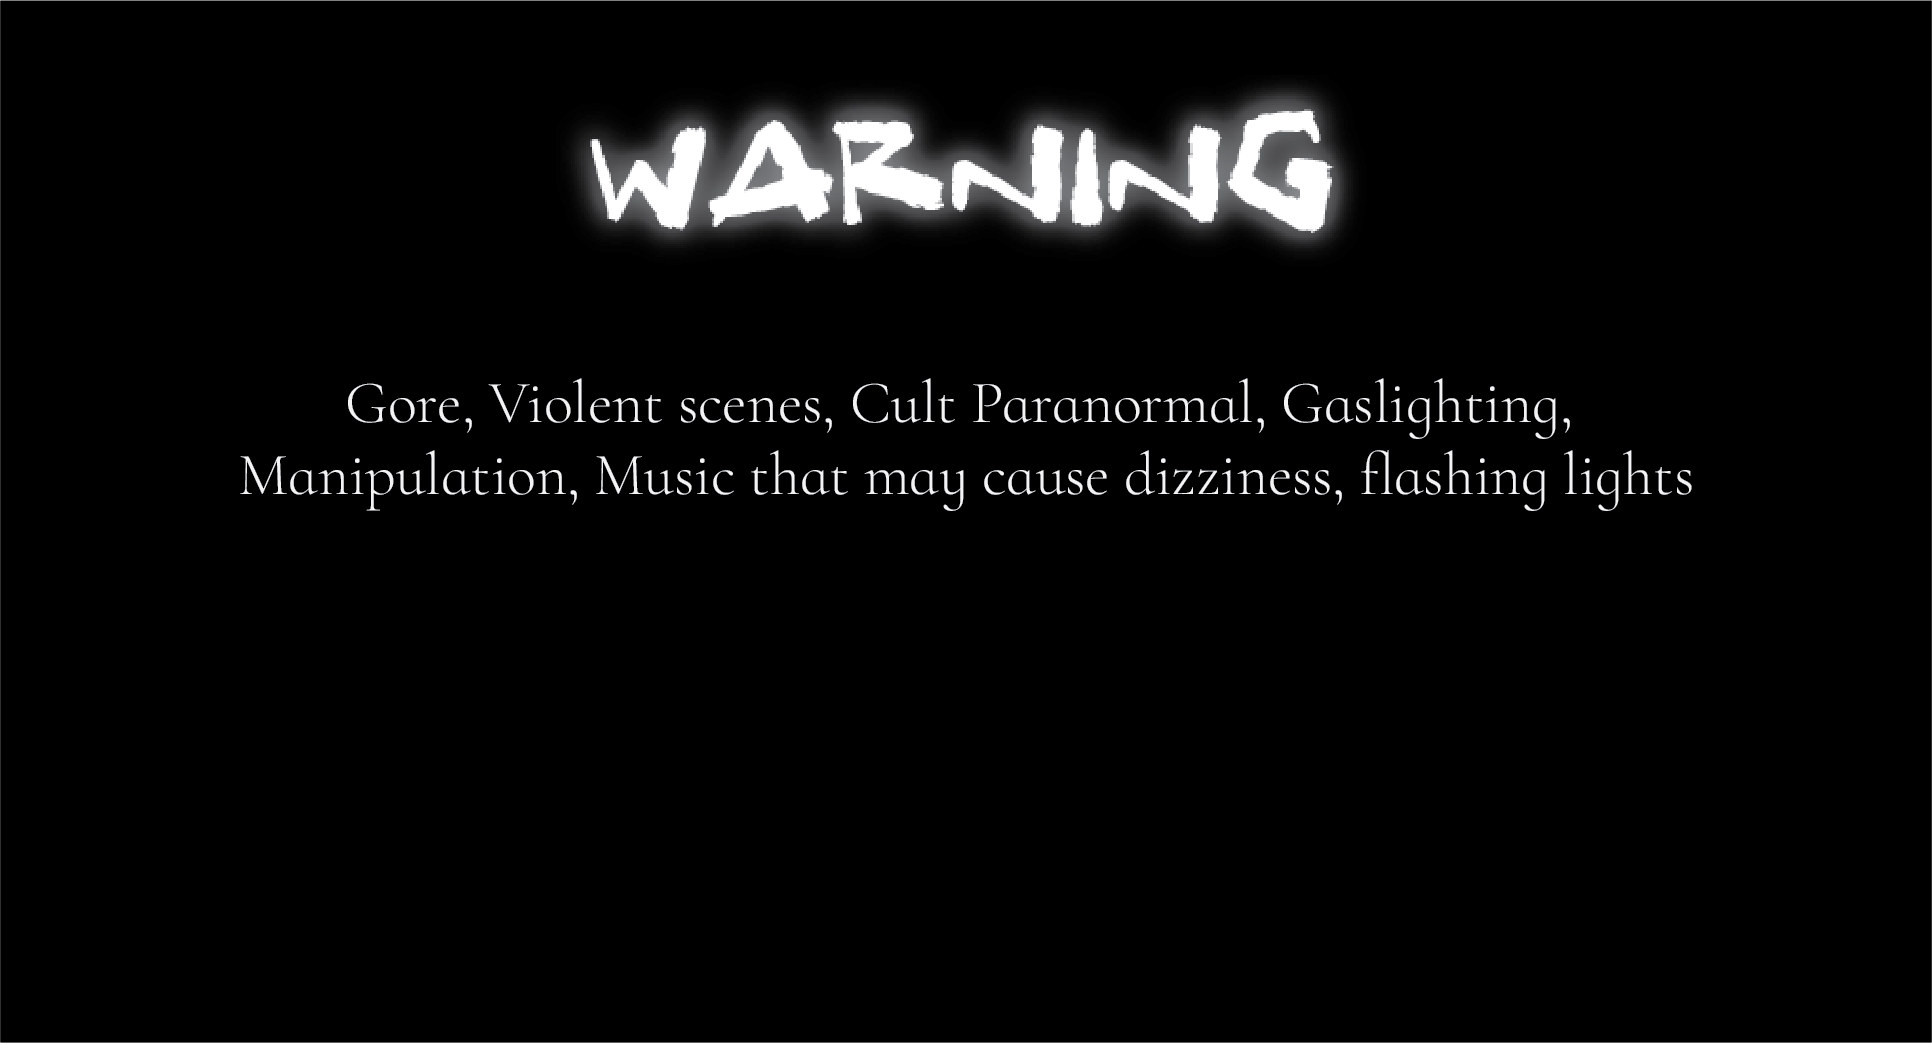 WARNING
Gore, Violent scenes, Cult Paranormal, Gaslighting,
Manipulation, Music that may cause dizziness, flashing lights